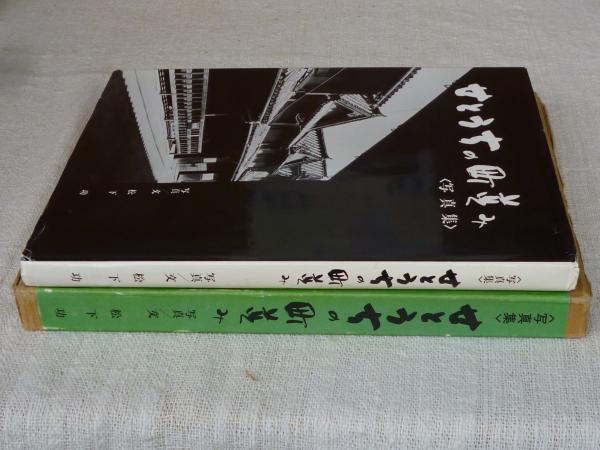 せとうちの町並み
〈写真集〉
写真/文 松下 功
〈写真集〉 せとうちの町並み 写真/文 松下 功
〈写真集〉 せとうちの町並み 写真/文 松下 功